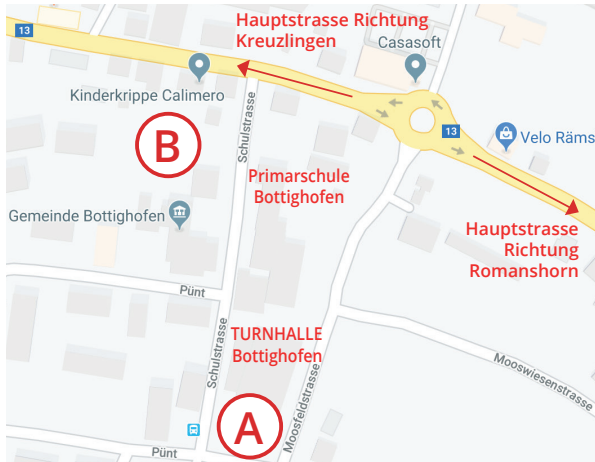 Hauptstrasse Richtung
Kreuzlingen
13
Casasoft
Kinderkrippe Calimero
Schulstrasse
13
Velo Räms
B
Primarschule
Bottighofen
Gemeinde Bottighofen
Hauptstrasse
Richtung
Romanshorn
Pünt
TURNHALLE
Bottighofen
Schulstrasse
Mooswiesenstrasse
Moosfeldstrasse
A
Pünt